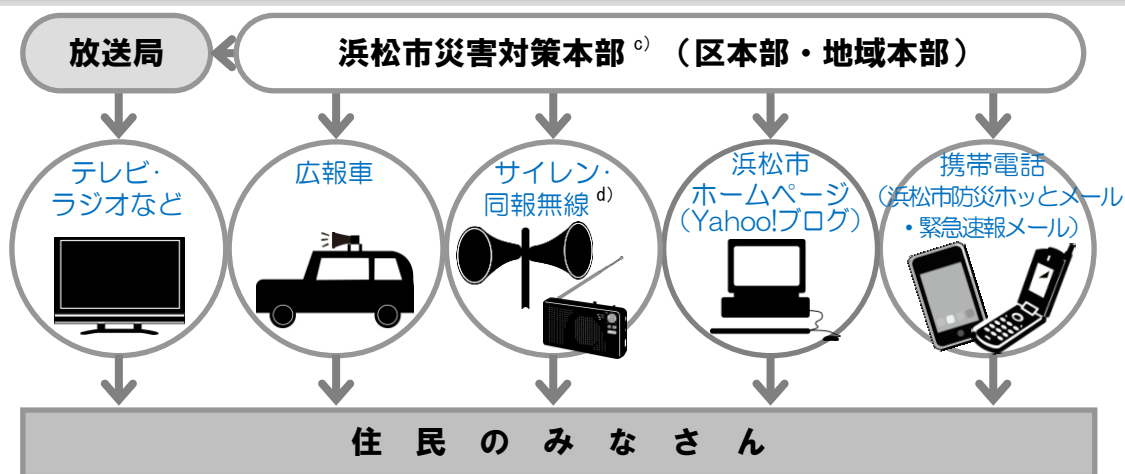 放送局
浜松市災害対策本部 c) (区本部・地域本部)
テレビ・
ラジオなど
広報車
サイレン・
同報無線 d)
浜松市
ホームページ
(Yahoo!ブログ)
携帯電話
(浜松市防災ホッとメール
・緊急速報メール)
住民のみなさん